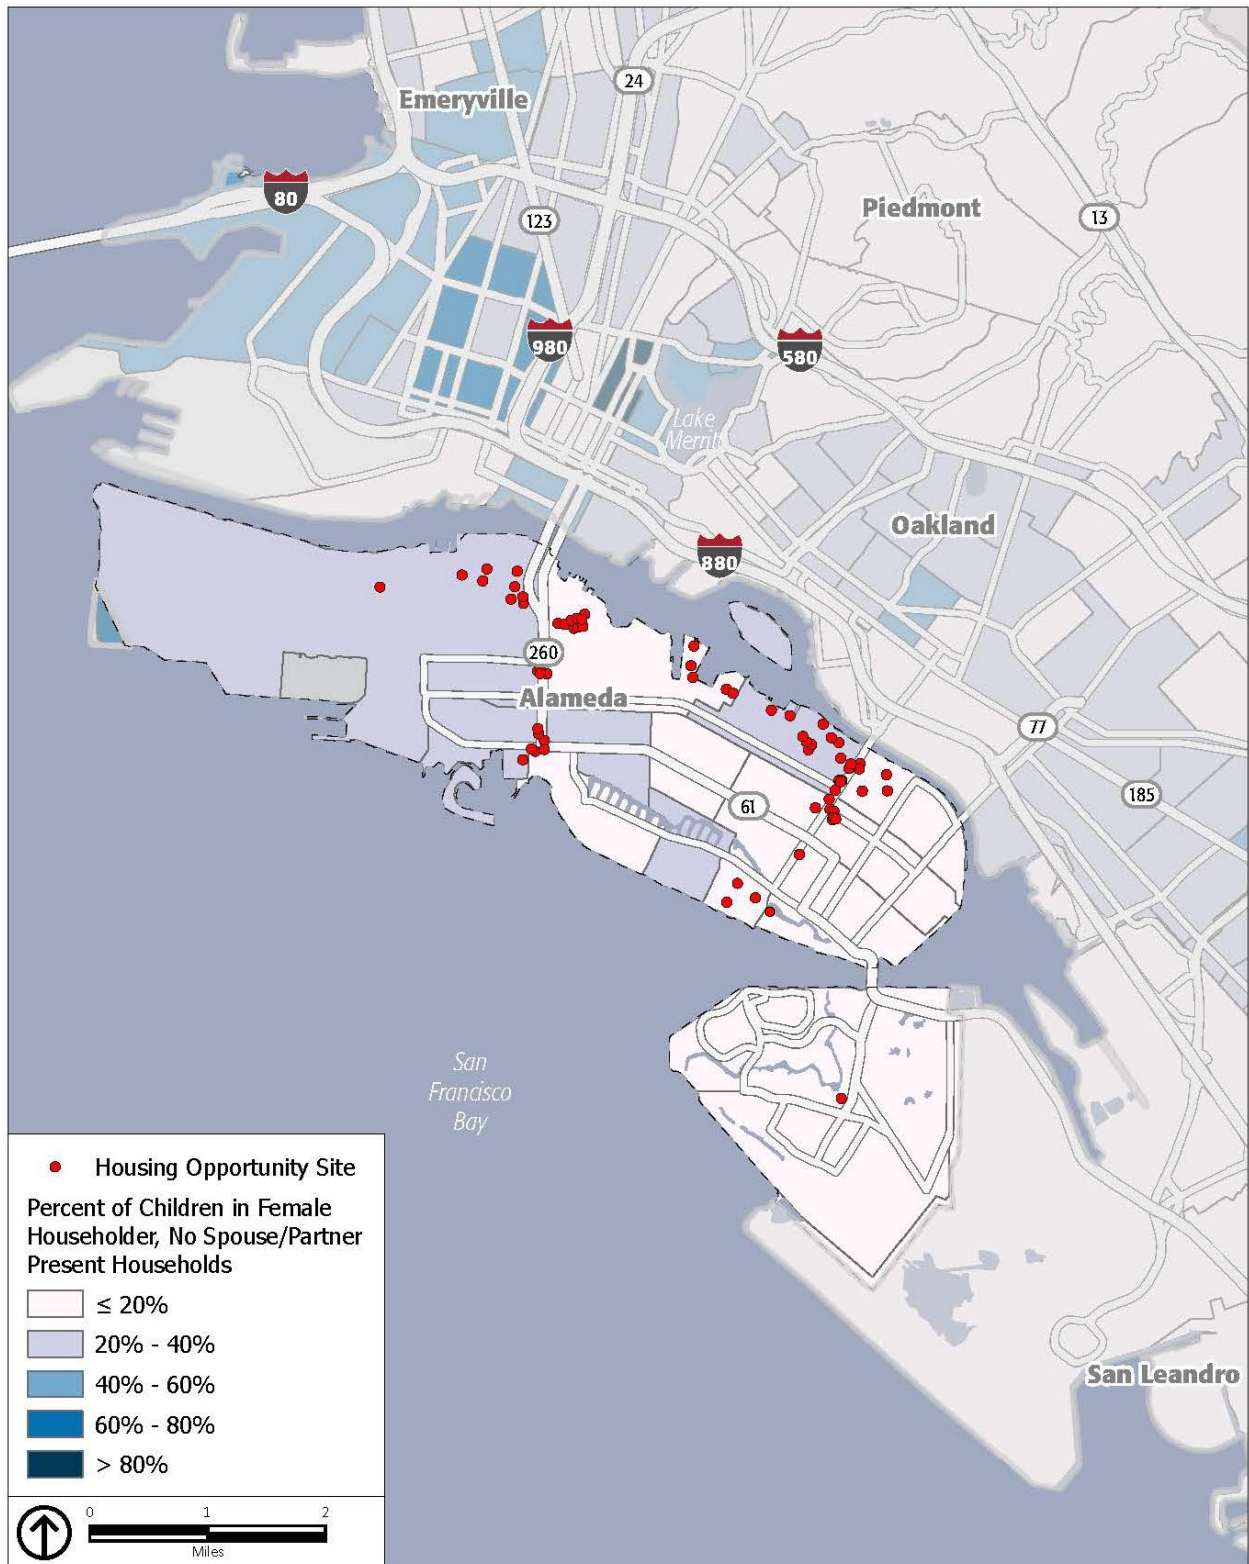 Emeryville
24
80
Piedmont
123
13
980
580
Lake
Merritt
Oakland
880
260
Alameda
77
61
185
San
Francisco
Bay
San Leandro
Housing Opportunity Site
Percent of Children in Female
Householder, No Spouse/Partner
Present Households
≤ 20%
20% - 40%
40% - 60%
60% - 80%
> 80%
0 1 2
Miles